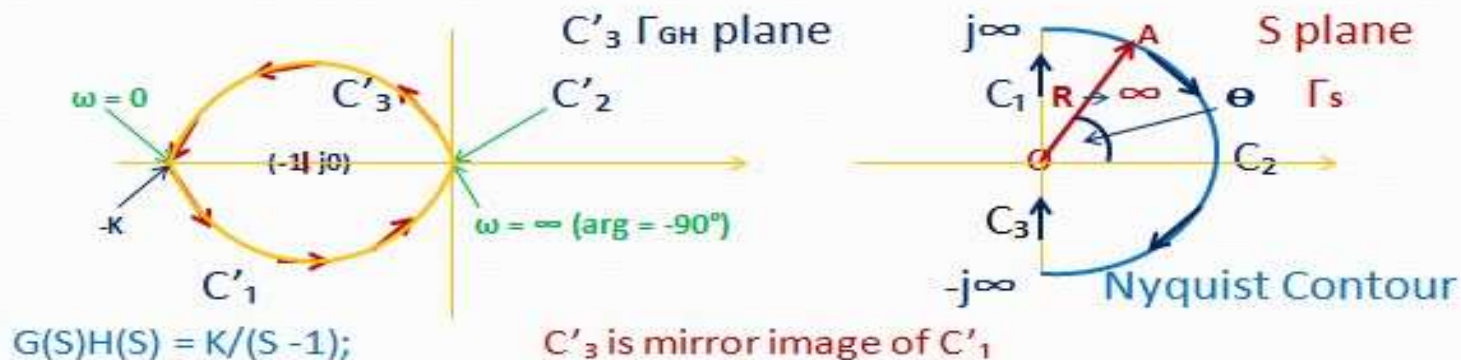 C'₃ ΓGH plane
ω = 0
C'₃
C'₂
(-1| j0)
-K
ω = ∞ (arg = -90°)
C'₁
j∞
A
S plane
C₁
R → ∞
Θ
Γs
O
C₂
C₃
-j∞
Nyquist Contour
G(S)H(S) = K/(S -1);
C'₃ is mirror image of C'₁